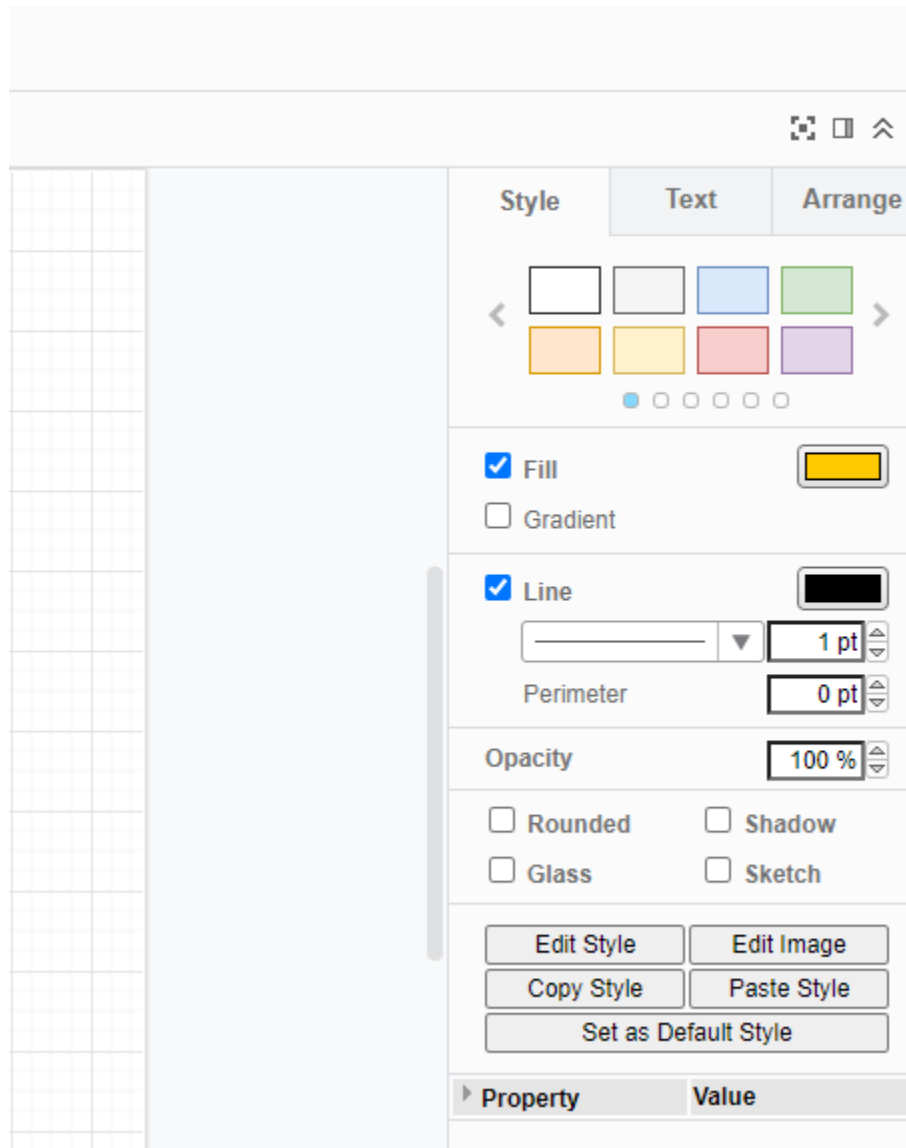 Style Text Arrange
Fill
Gradient
Line
1 pt
Perimeter 0 pt
Opacity 100 %
Rounded Shadow
Glass Sketch
Edit Style Edit Image
Copy Style Paste Style
Set as Default Style
Property Value